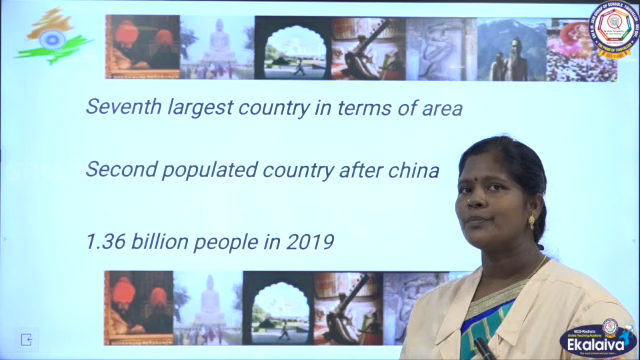 Seventh largest country in terms of area
Second populated country after china
1.36 billion people in 2019
Ekalaiva